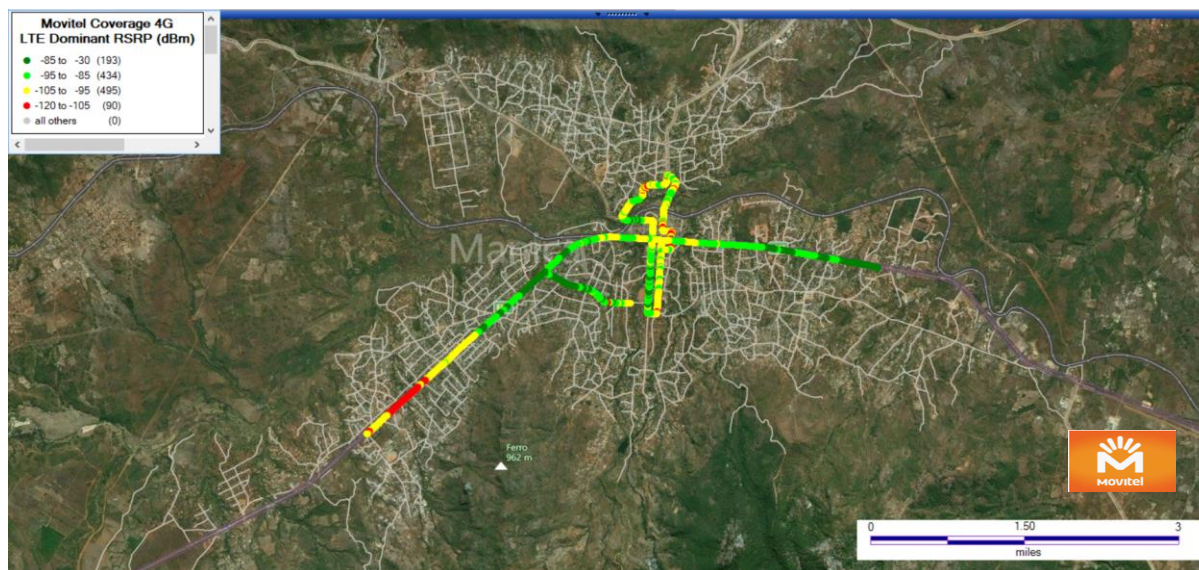 Movitel Coverage 4G
LTE Dominant RSRP (dBm)
-85 to -30 (193)
-95 to -85 (434)
-105 to -95 (495)
-120 to -105 (90)
all others (0)
Ferro
962 m
MOVITEL
0 1.50 3
miles